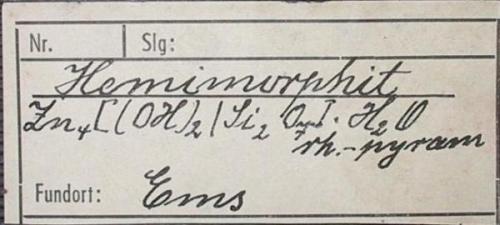 Nr. Slg:
Hemimorphit
Zn₄[(OH)₂|Si₂O₇]·H₂O
rh.-pyram
Fundort: Ems